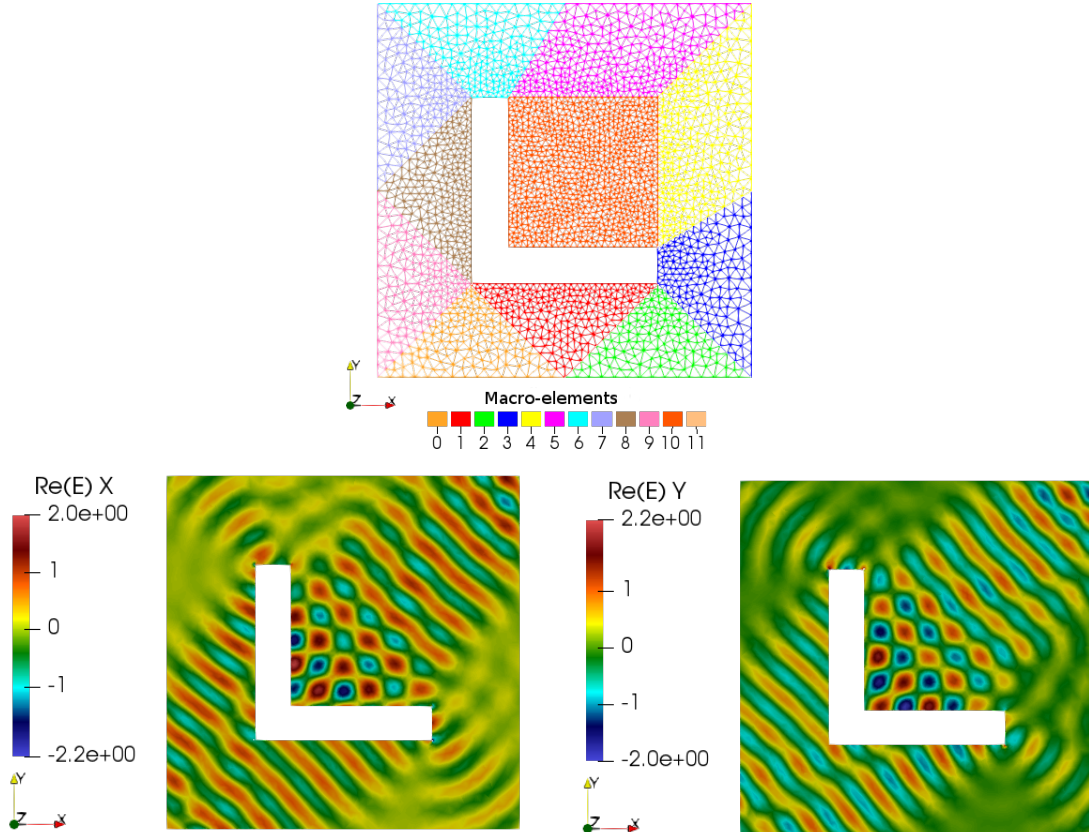 Y
Z
X
Macro-elements
0 1 2 3 4 5 6 7 8 9 10 11
Re(E) X
2.0e+00
1
0
-1
-2.2e+00
Y
Z
X
Re(E) Y
2.2e+00
1
0
-1
-2.0e+00
Y
Z
X